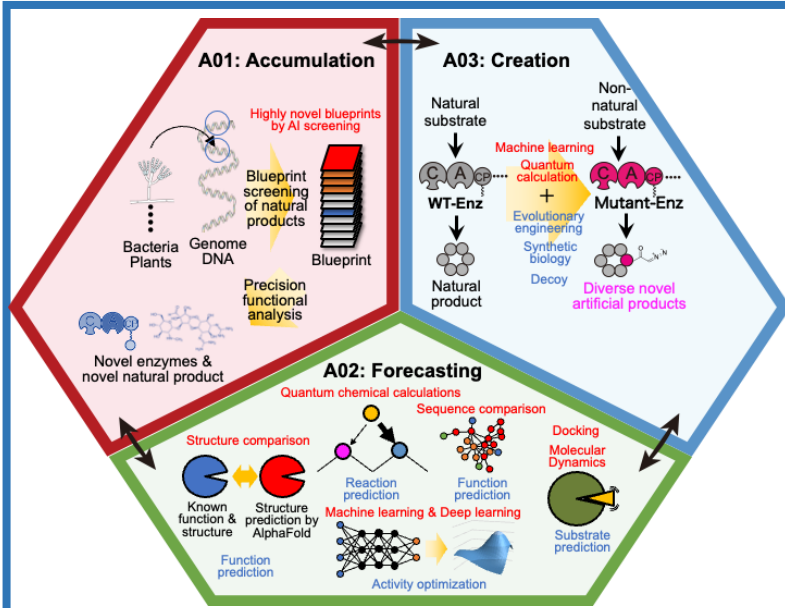 A01: Accumulation
Highly novel blueprints
by AI screening
Blueprint
screening
of natural
products
Bacteria
Plants
Genome
DNA
Blueprint
Precision
functional
analysis
C A
Novel enzymes &
novel natural product
A03: Creation
Natural
substrate
Non-
natural
substrate
Machine learning
Quantum
calculation
+
C A CP
WT-Enz
C A CP
Mutant-Enz
Evolutionary
engineering
Synthetic
biology
Decoy
Natural
product
Diverse novel
artificial products
A02: Forecasting
Quantum chemical calculations
Sequence comparison
Structure comparison
Docking
Molecular
Dynamics
Known
function &
structure
Structure
prediction by
AlphaFold
Function
prediction
Reaction
prediction
Function
prediction
Machine learning & Deep learning
Activity optimization
Substrate
prediction